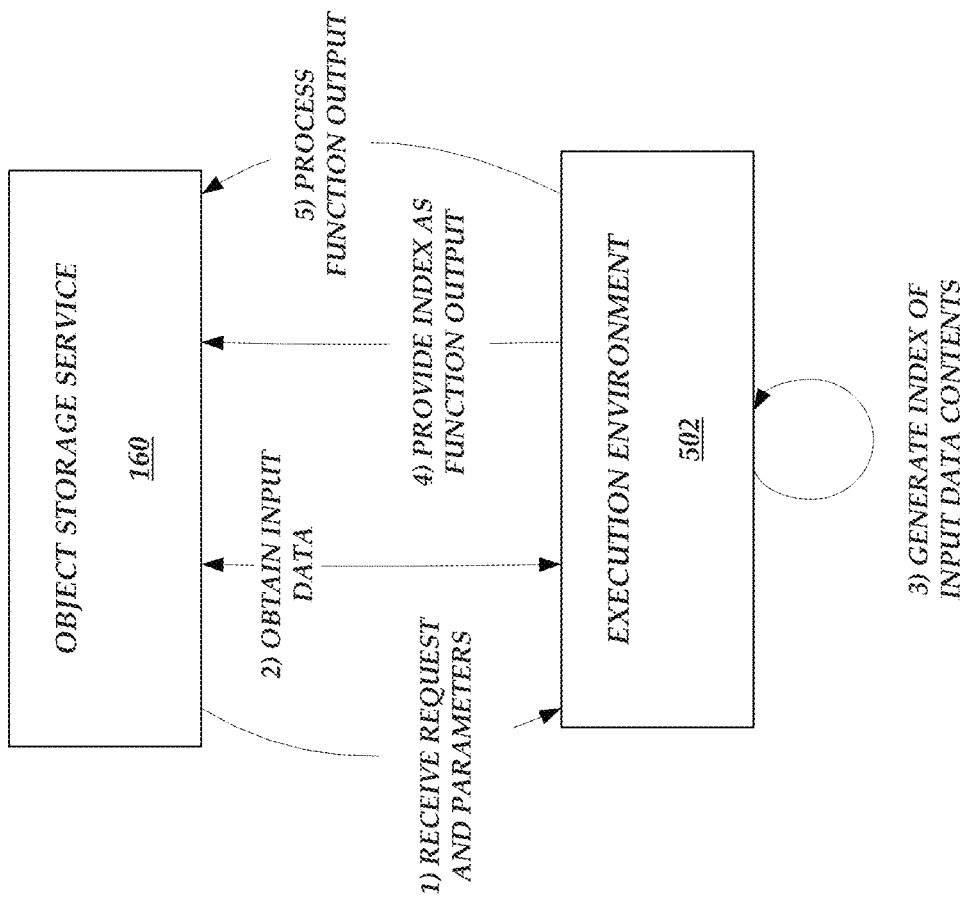 OBJECT STORAGE SERVICE
160
1) RECEIVE REQUEST
AND PARAMETERS
2) OBTAIN INPUT
DATA
4) PROVIDE INDEX AS
FUNCTION OUTPUT
5) PROCESS
FUNCTION OUTPUT
EXECUTION ENVIRONMENT
502
3) GENERATE INDEX OF
INPUT DATA CONTENTS